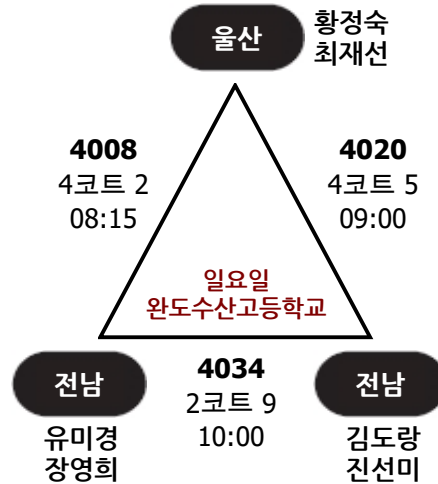 울산
황정숙
최재선
4008
4코트 2
08:15
4020
4코트 5
09:00
일요일
완도수산고등학교
전남
유미경
장영희
4034
2코트 9
10:00
전남
김도랑
진선미